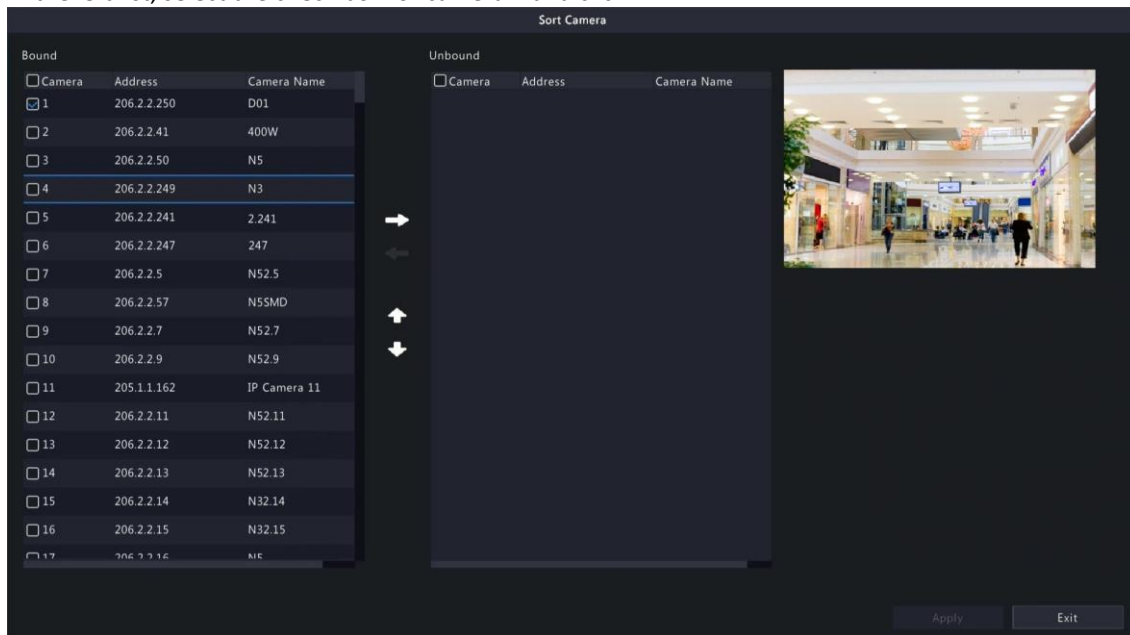 Sort Camera
Bound
Unbound
Camera Address Camera Name
Camera Address Camera Name
1 206.2.2.250 D01
2 206.2.2.41 400W
3 206.2.2.50 N5
4 206.2.2.249 N3
5 206.2.2.241 2.241
6 206.2.2.247 247
7 206.2.2.5 N52.5
8 206.2.2.57 N5SMD
9 206.2.2.7 N52.7
10 206.2.2.9 N52.9
11 205.1.1.162 IP Camera 11
12 206.2.2.11 N52.11
13 206.2.2.12 N52.12
14 206.2.2.13 N52.13
15 206.2.2.14 N32.14
16 206.2.2.15 N32.15
17 206.2.2.16 N5
Apply Exit